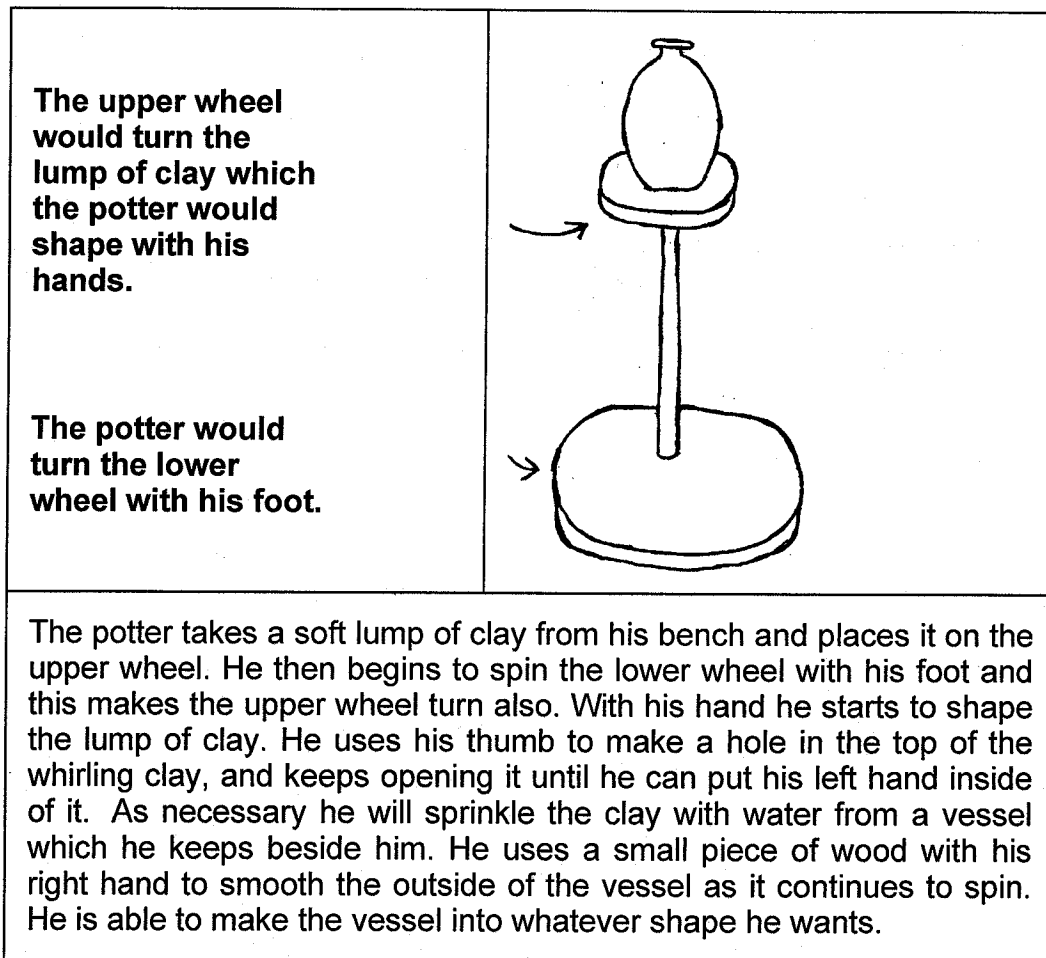 The upper wheel
would turn the
lump of clay which
the potter would
shape with his
hands.
The potter would
turn the lower
wheel with his foot.
The potter takes a soft lump of clay from his bench and places it on the
upper wheel. He then begins to spin the lower wheel with his foot and
this makes the upper wheel turn also. With his hand he starts to shape
the lump of clay. He uses his thumb to make a hole in the top of the
whirling clay, and keeps opening it until he can put his left hand inside
of it. As necessary he will sprinkle the clay with water from a vessel
which he keeps beside him. He uses a small piece of wood with his
right hand to smooth the outside of the vessel as it continues to spin.
He is able to make the vessel into whatever shape he wants.